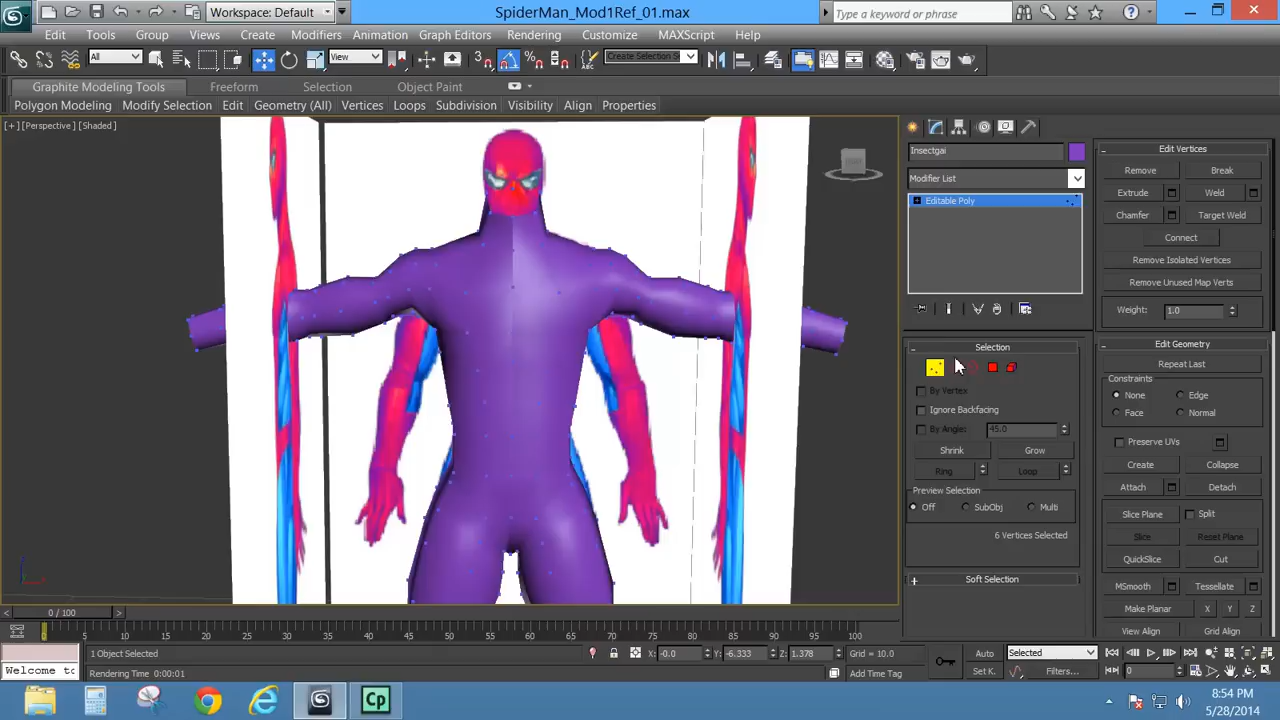 Workspace: Default
SpiderMan_Mod1Ref_01.max
Type a keyword or phrase
Edit Tools Group Views Create Modifiers Animation Graph Editors Rendering Customize MAXScript Help
All View Create Selection Se
Graphite Modeling Tools Freeform Selection Object Paint
Polygon Modeling Modify Selection Edit Geometry (All) Vertices Loops Subdivision Visibility Align Properties
[+] [Perspective] [Shaded]
Insectgai
Modifier List
Editable Poly
Selection
By Vertex
Ignore Backfacing
By Angle: 45.0
Shrink Grow
Ring Loop
Preview Selection
Off SubObj Multi
6 Vertices Selected
Soft Selection
Edit Vertices
Remove Break
Extrude Weld
Chamfer Target Weld
Connect
Remove Isolated Vertices
Remove Unused Map Verts
Weight: 1.0
Edit Geometry
Repeat Last
Constraints
None Edge
Face Normal
Preserve UVs
Create Collapse
Attach Detach
Slice Plane Split
Slice Reset Plane
QuickSlice Cut
MSmooth Tessellate
Make Planar X Y Z
View Align Grid Align
0 / 100
0 5 10 15 20 25 30 35 40 45 50 55 60 65 70 75 80 85 90 95 100
1 Object Selected X: -0.0 Y: -6.333 Z: 1.378 Grid = 10.0 Auto Selected
Welcome to Rendering Time 0:00:01 Add Time Tag Set K. Filters... 0
Cp
8:54 PM
5/28/2014